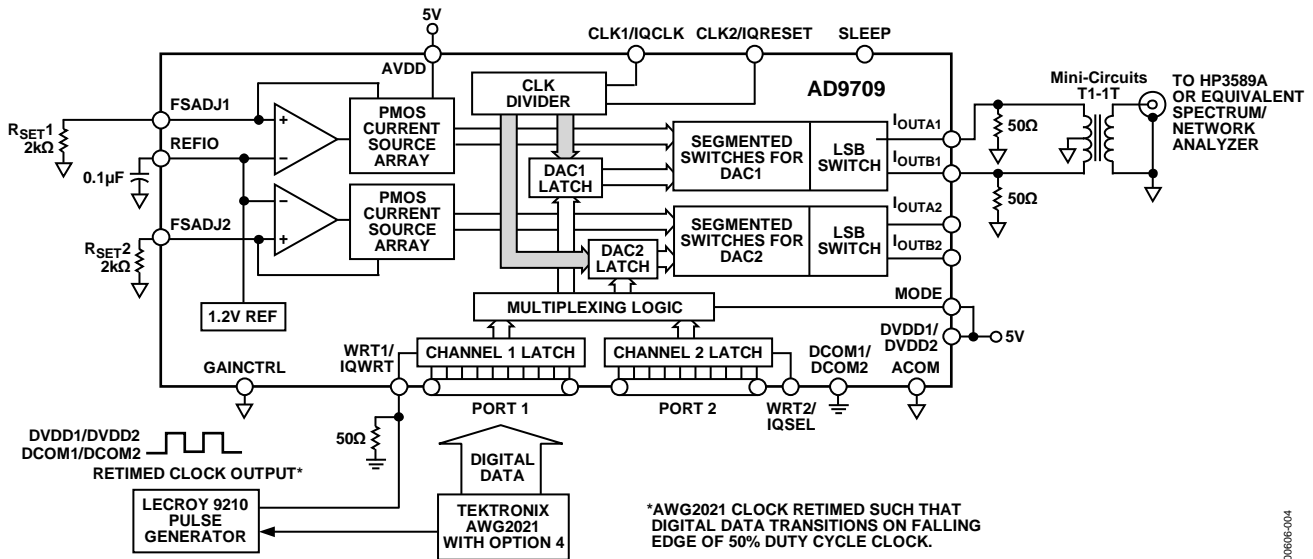 5V
CLK1/IQCLK
CLK2/IQRESET
SLEEP
AVDD
CLK
DIVIDER
AD9709
Mini-Circuits
T1-1T
TO HP3589A
OR EQUIVALENT
SPECTRUM/
NETWORK
ANALYZER
FSADJ1
RSET1
2kΩ
REFIO
0.1µF
PMOS
CURRENT
SOURCE
ARRAY
DAC1
LATCH
SEGMENTED
SWITCHES FOR
DAC1
LSB
SWITCH
IOUTA1
IOUTB1
50Ω
50Ω
FSADJ2
RSET2
2kΩ
PMOS
CURRENT
SOURCE
ARRAY
DAC2
LATCH
SEGMENTED
SWITCHES FOR
DAC2
LSB
SWITCH
IOUTA2
IOUTB2
1.2V REF
MULTIPLEXING LOGIC
MODE
DVDD1/
DVDD2
5V
WRT1/
IQWRT
CHANNEL 1 LATCH
CHANNEL 2 LATCH
DCOM1/
DCOM2
ACOM
GAINCTRL
PORT 1
PORT 2
WRT2/
IQSEL
DVDD1/DVDD2
DCOM1/DCOM2
50Ω
RETIMED CLOCK OUTPUT*
DIGITAL
DATA
LECROY 9210
PULSE
GENERATOR
TEKTRONIX
AWG2021
WITH OPTION 4
*AWG2021 CLOCK RETIMED SUCH THAT
DIGITAL DATA TRANSITIONS ON FALLING
EDGE OF 50% DUTY CYCLE CLOCK.
00606-004